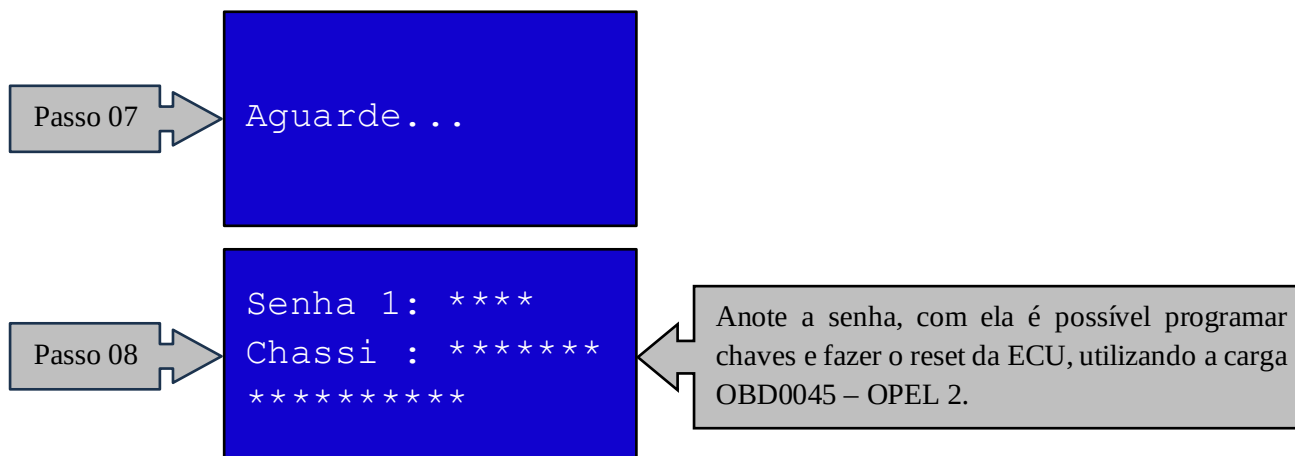 Passo 07
Aguarde...
Passo 08
Senha 1: ****
Chassi : *******
**********
Anote a senha, com ela é possível programar
chaves e fazer o reset da ECU, utilizando a carga
OBD0045 – OPEL 2.